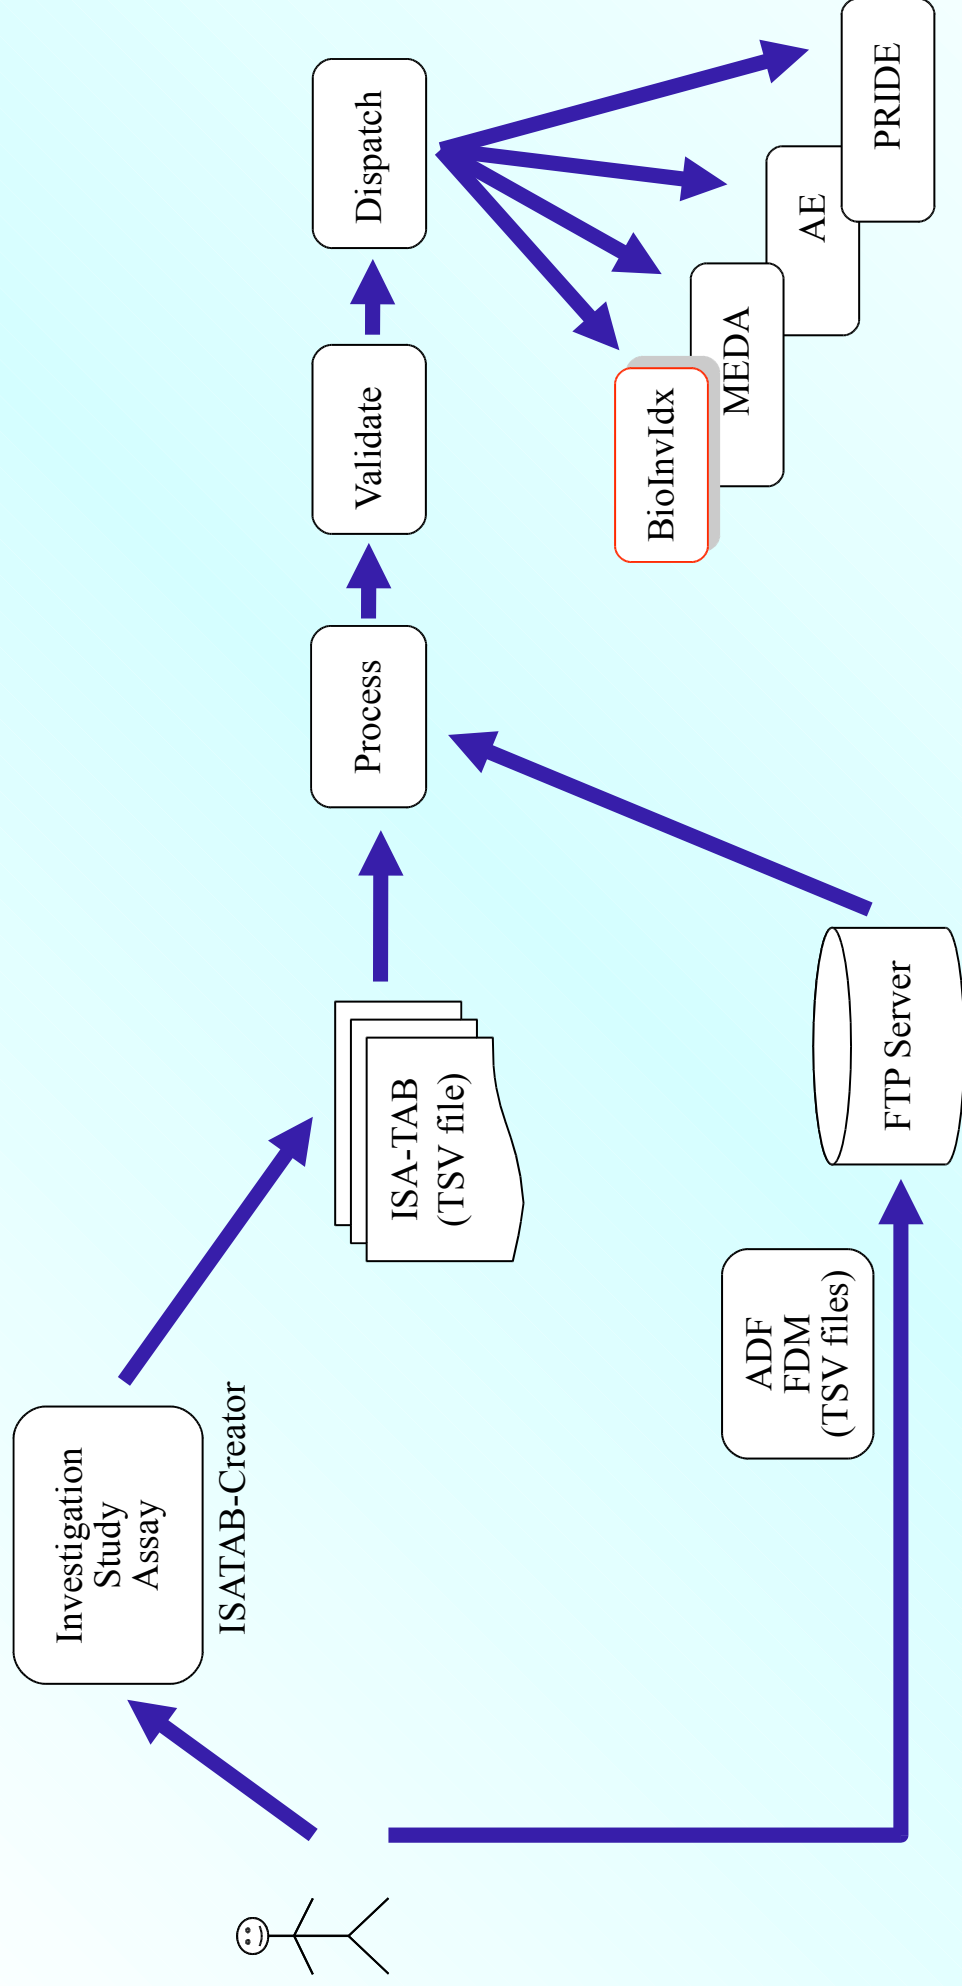 Investigation
Study
Assay
ISATAB-Creator
ISA-TAB
(TSV file)
Process
Validate
Dispatch
ADF
FDM
(TSV files)
FTP Server
BioInvIdx
MEDA
AE
PRIDE